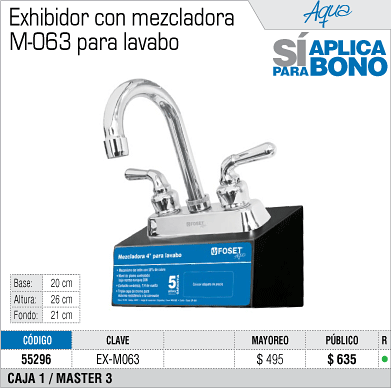 Exhibidor con mezcladora
M-063 para lavabo
Aqua
SÍ APLICA
PARA BONO
Mezcladora 4" para lavabo
FOSET
Aqua
5
Base: 20 cm
Altura: 26 cm
Fondo: 21 cm
CÓDIGO CLAVE MAYOREO PÚBLICO R
55296 EX-M063 $ 495 $ 635
CAJA 1 / MASTER 3